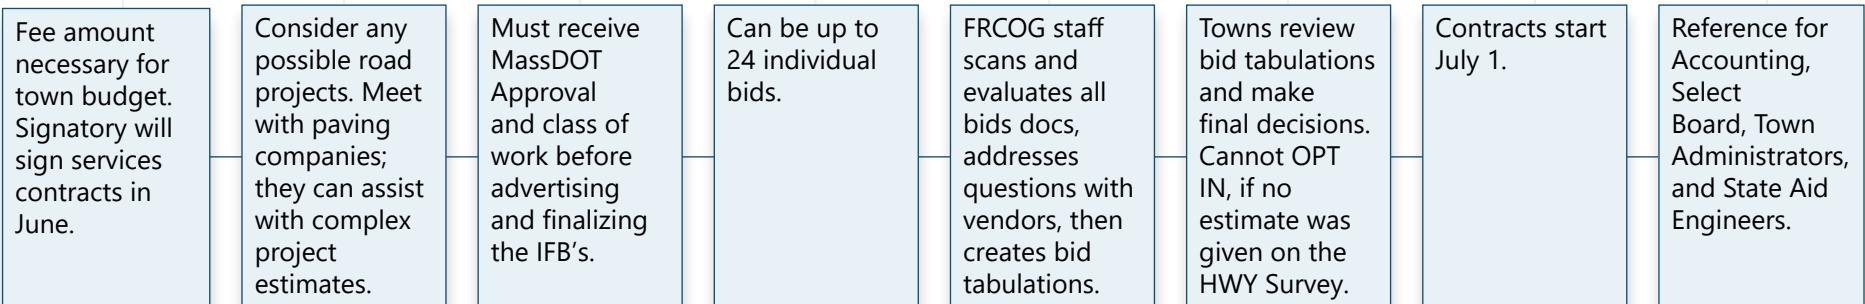 Fee amount
necessary for
town budget.
Signatory will
sign services
contracts in
June.
Consider any
possible road
projects. Meet
with paving
companies;
they can assist
with complex
project
estimates.
Must receive
MassDOT
Approval
and class of
work before
advertising
and finalizing
the IFB’s.
Can be up to
24 individual
bids.
FRCOG staff
scans and
evaluates all
bids docs,
addresses
questions with
vendors, then
creates bid
tabulations.
Towns review
bid tabulations
and make
final decisions.
Cannot OPT
IN, if no
estimate was
given on the
HWY Survey.
Contracts start
July 1.
Reference for
Accounting,
Select
Board, Town
Administrators,
and State Aid
Engineers.